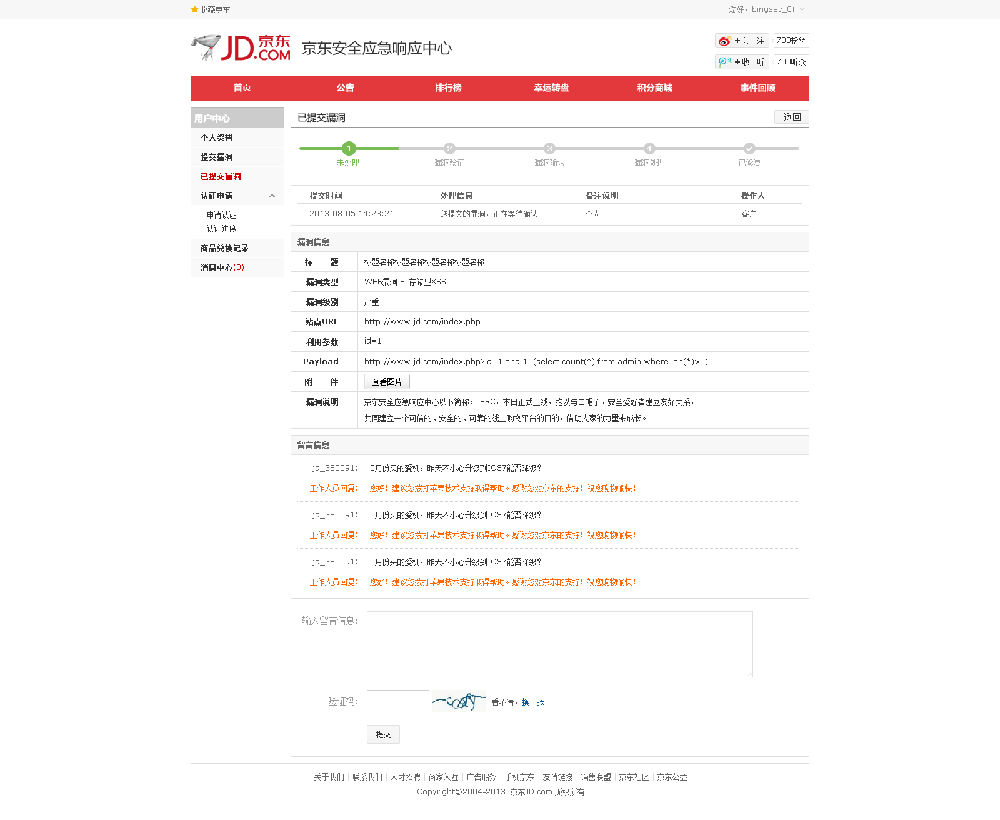 收藏京东
您好，bingsec_8！
JD.COM 京东
京东安全应急响应中心
+关 注 700粉丝
+收 听 700听众
首页 公告 排行榜 幸运转盘 积分商城 事件回顾
用户中心
个人资料
提交漏洞
已提交漏洞
认证申请
申请认证
认证进度
商品兑换记录
消息中心(0)
已提交漏洞 返回
1 2 3 4
未处理 漏洞验证 漏洞确认 漏洞处理 已修复
提交时间 处理信息 备注说明 操作人
2013-08-05 14:23:21 您提交的漏洞，正在等待确认 个人 客户
漏洞信息
标 题 标题名称标题名称标题名称标题名称
漏洞类型 WEB漏洞 - 存储型XSS
漏洞级别 严重
站点URL http://www.jd.com/index.php
利用参数 id=1
Payload http://www.jd.com/index.php?id=1 and 1=(select count(*) from admin where len(*)>0)
附 件 查看图片
漏洞说明 京东安全应急响应中心以下简称：JSRC，本日正式上线，抱以与白帽子、安全爱好者建立友好关系，
共同建立一个可信的、安全的、可靠的线上购物平台的目的，借助大家的力量来成长。
留言信息
jd_385591： 5月份买的爱机，昨天不小心升级到IOS7能否降级？
工作人员回复： 您好！建议您拨打苹果技术支持取得帮助。感谢您对京东的支持！祝您购物愉快！
jd_385591： 5月份买的爱机，昨天不小心升级到IOS7能否降级？
工作人员回复： 您好！建议您拨打苹果技术支持取得帮助。感谢您对京东的支持！祝您购物愉快！
jd_385591： 5月份买的爱机，昨天不小心升级到IOS7能否降级？
工作人员回复： 您好！建议您拨打苹果技术支持取得帮助。感谢您对京东的支持！祝您购物愉快！
输入留言信息：
验证码： 看不清，换一张
提交
关于我们 | 联系我们 | 人才招聘 | 商家入驻 | 广告服务 | 手机京东 | 友情链接 | 销售联盟 | 京东社区 | 京东公益
Copyright©2004-2013 京东JD.com 版权所有